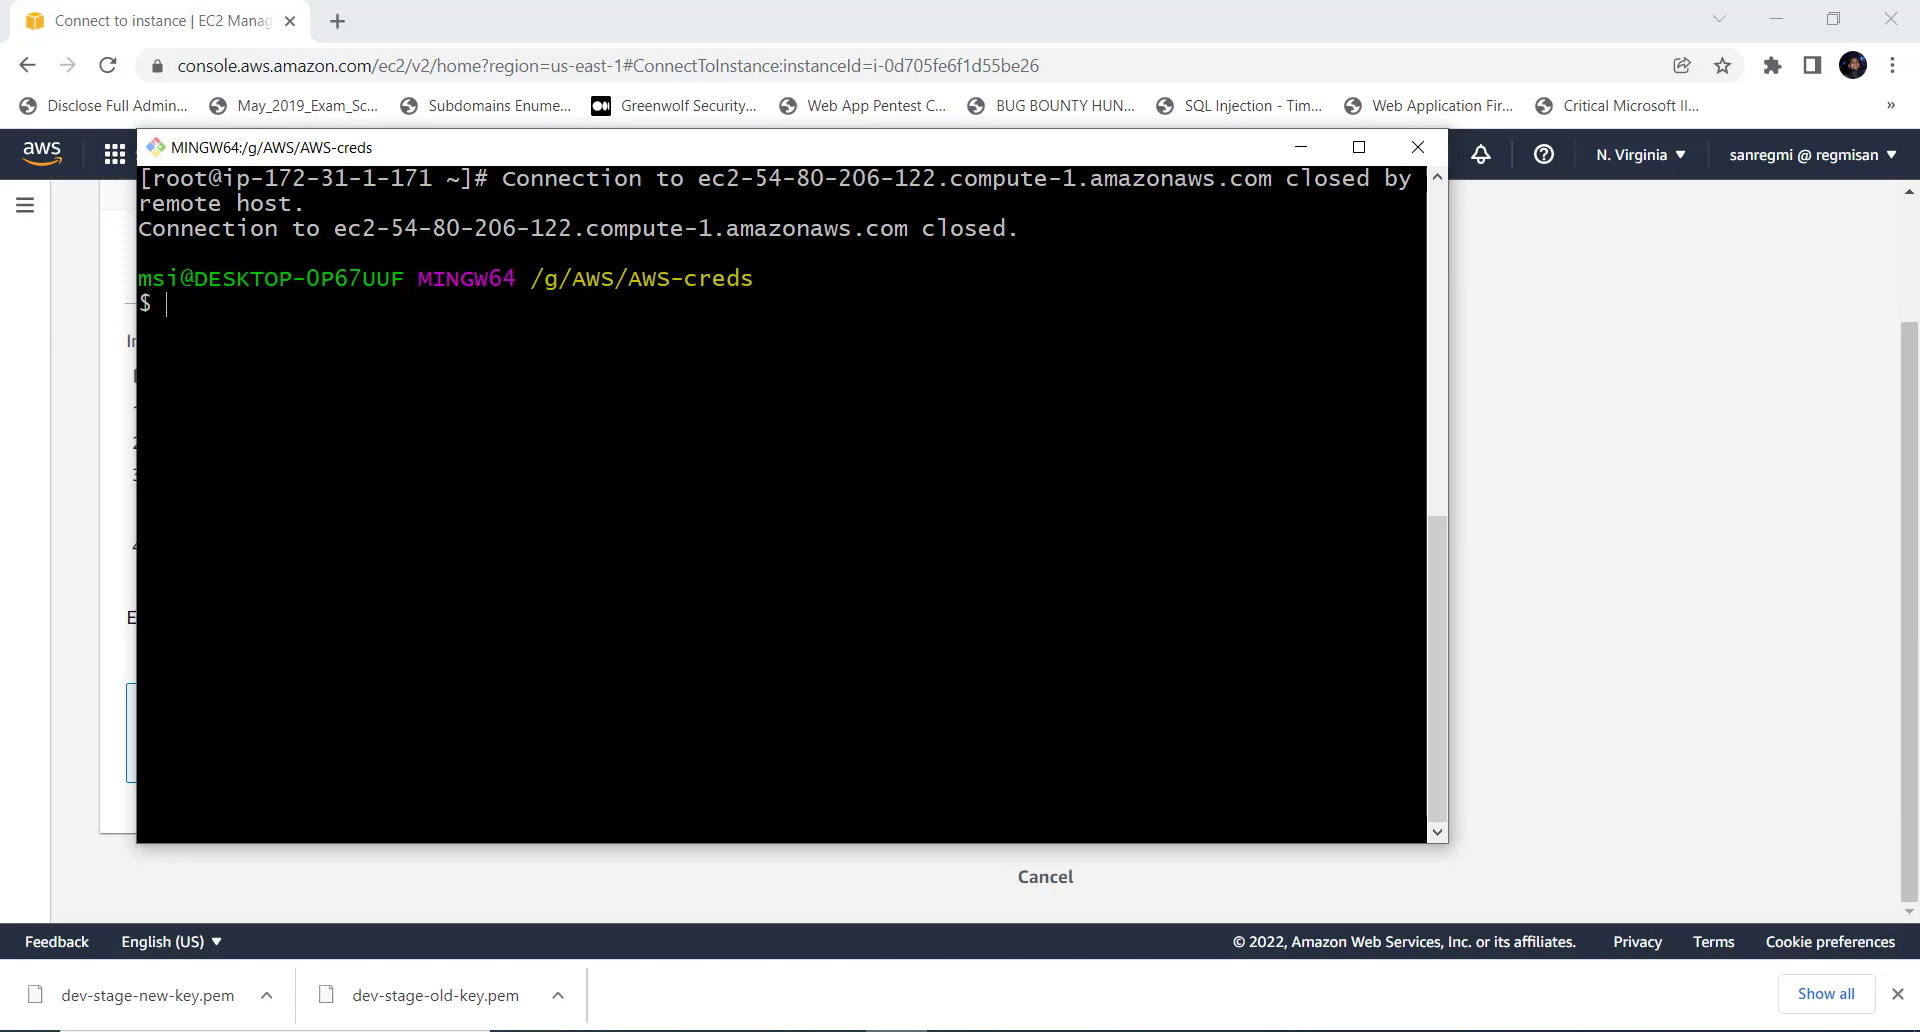 Connect to instance | EC2 Manag
console.aws.amazon.com/ec2/v2/home?region=us-east-1#ConnectToInstance:instanceId=i-0d705fe6f1d55be26
Disclose Full Admin... May_2019_Exam_Sc... Subdomains Enume... Greenwolf Security... Web App Pentest C... BUG BOUNTY HUN... SQL Injection - Tim... Web Application Fir... Critical Microsoft II... »
aws
N. Virginia
sanregmi @ regmisan
MINGW64:/g/AWS/AWS-creds
[root@ip-172-31-1-171 ~]# Connection to ec2-54-80-206-122.compute-1.amazonaws.com closed by
remote host.
Connection to ec2-54-80-206-122.compute-1.amazonaws.com closed.
msi@DESKTOP-0P67UUF MINGW64 /g/AWS/AWS-creds
$
Cancel
Feedback English (US) © 2022, Amazon Web Services, Inc. or its affiliates. Privacy Terms Cookie preferences
dev-stage-new-key.pem dev-stage-old-key.pem Show all